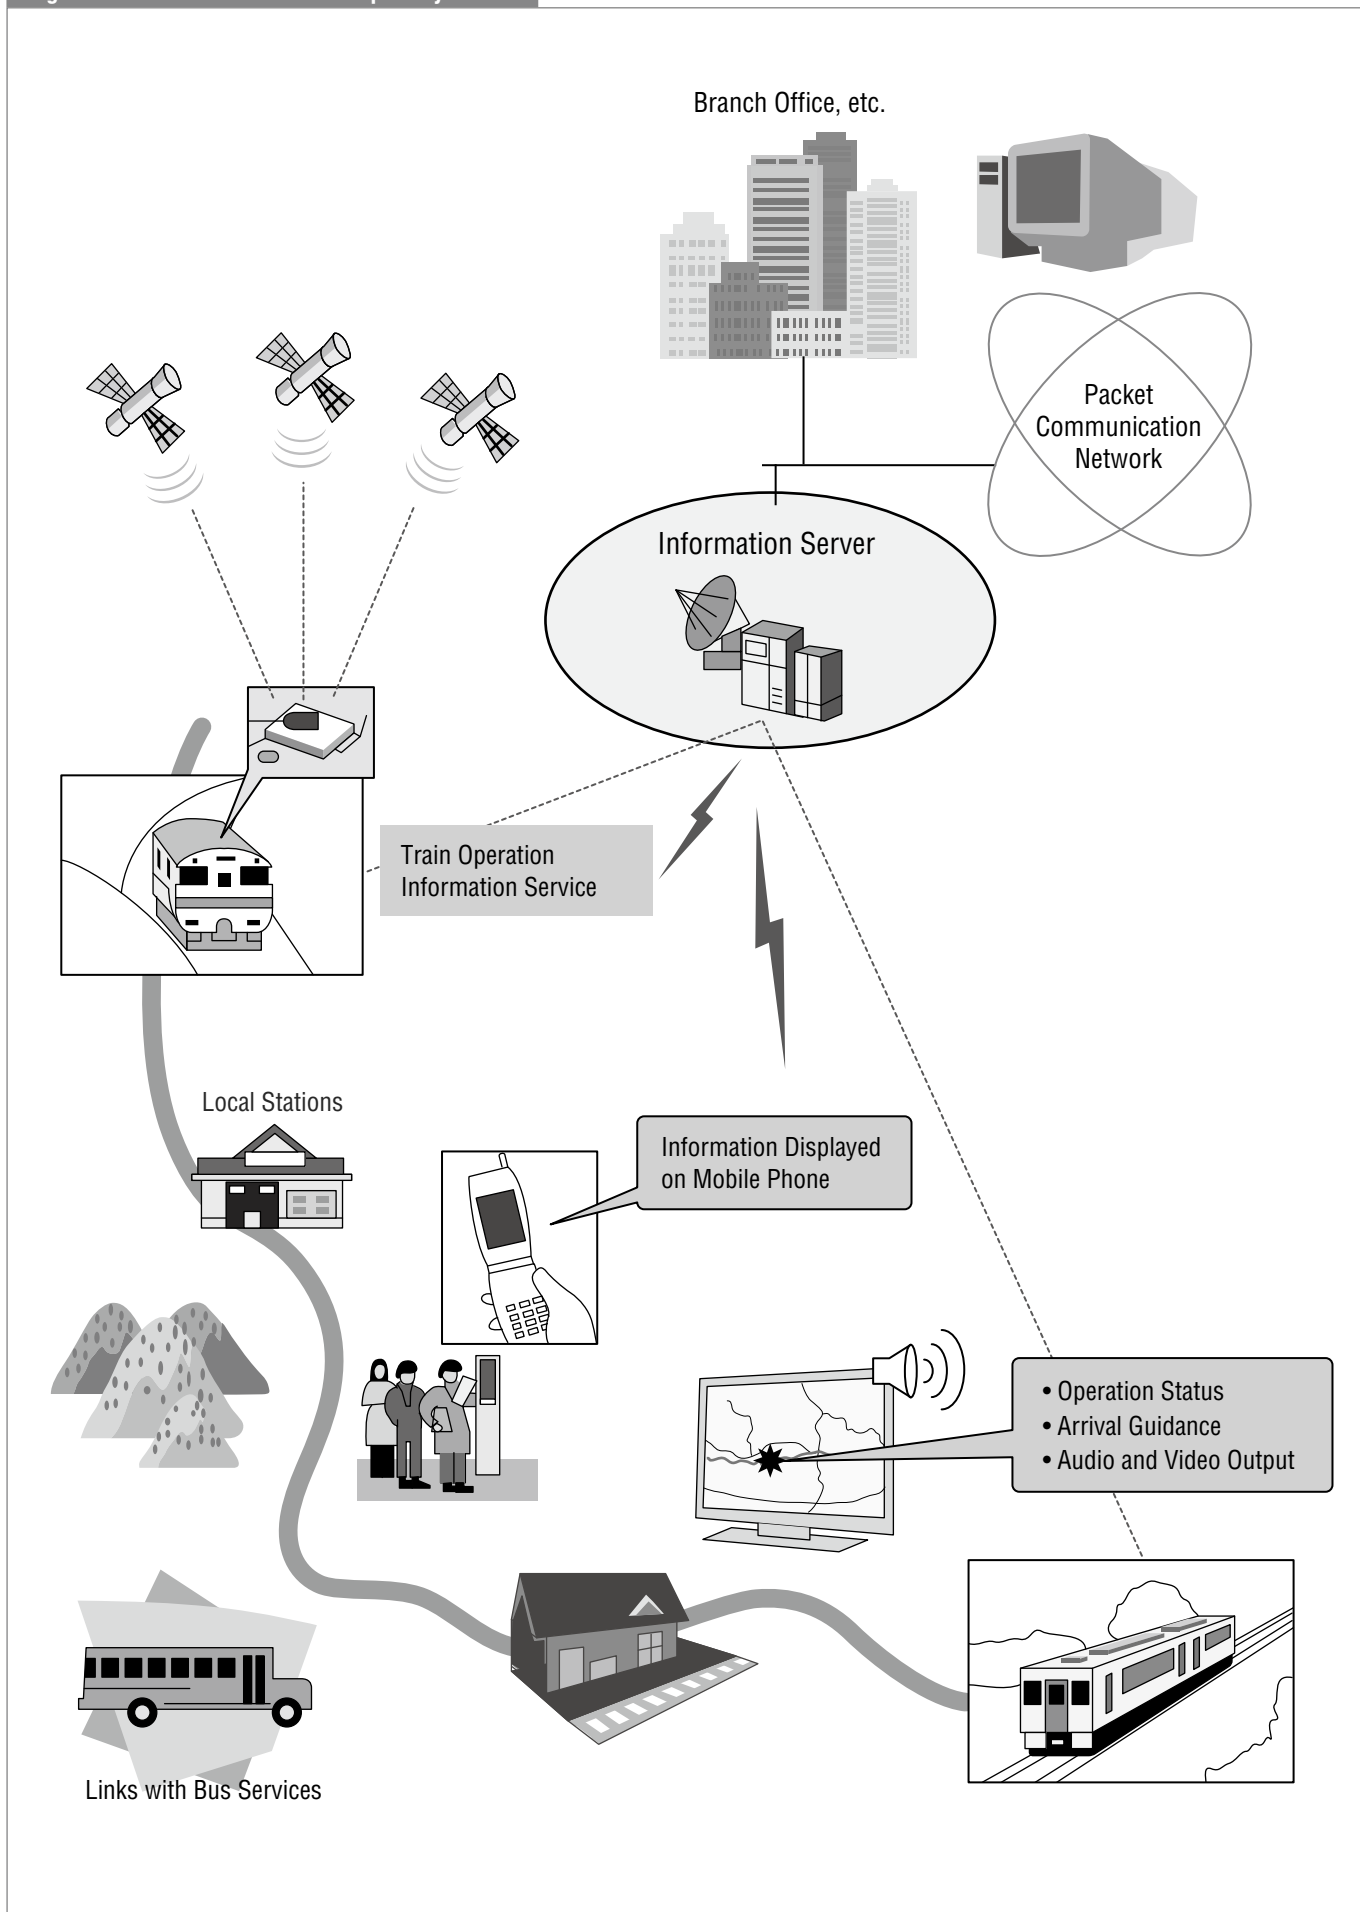 Branch Office, etc.
Packet
Communication
Network
Information Server
Train Operation
Information Service
Local Stations
Information Displayed
on Mobile Phone
• Operation Status
• Arrival Guidance
• Audio and Video Output
Links with Bus Services